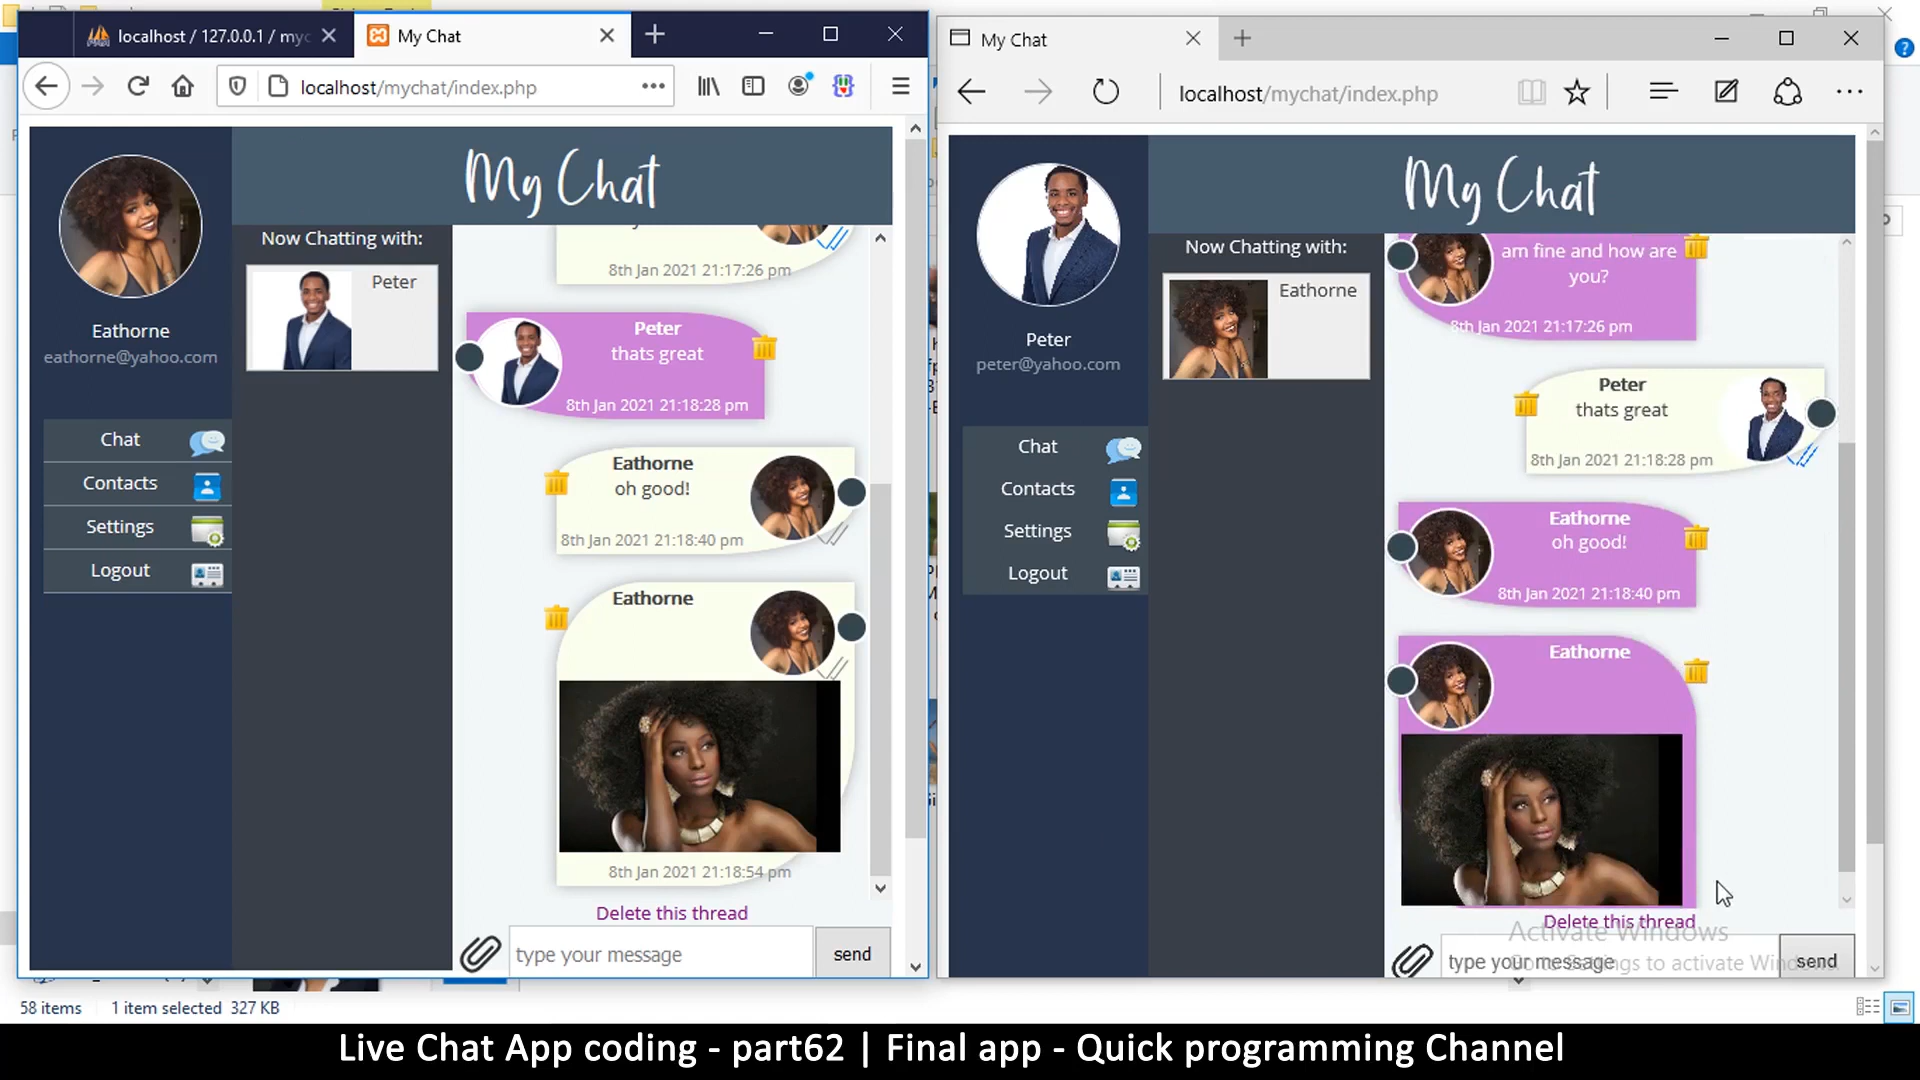 localhost / 127.0.0.1 / myc
My Chat
localhost/mychat/index.php
My Chat
Eathorne
eathorne@yahoo.com
Chat
Contacts
Settings
Logout
Now Chatting with:
Peter
8th Jan 2021 21:17:26 pm
Peter
thats great
8th Jan 2021 21:18:28 pm
Eathorne
oh good!
8th Jan 2021 21:18:40 pm
Eathorne
8th Jan 2021 21:18:54 pm
Delete this thread
type your message
send
My Chat
localhost/mychat/index.php
My Chat
Peter
peter@yahoo.com
Chat
Contacts
Settings
Logout
Now Chatting with:
Eathorne
am fine and how are
you?
8th Jan 2021 21:17:26 pm
Peter
thats great
8th Jan 2021 21:18:28 pm
Eathorne
oh good!
8th Jan 2021 21:18:40 pm
Eathorne
Delete this thread
Activate Windows
type your message
send
58 items 1 item selected 327 KB
Live Chat App coding - part62 | Final app - Quick programming Channel